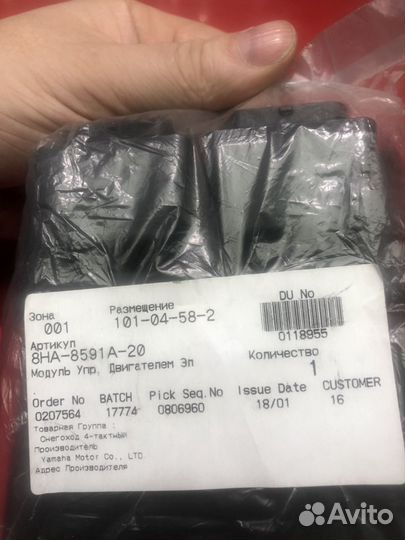 Зона
001
Размещение
101-04-58-2
DU No
0118955
Артикул
8HA-8591A-20
Модуль Упр. Двигателем Эл
Количество
1
Order No BATCH Pick Seq.No Issue Date CUSTOMER
0207564 17774 0806960 18/01 16
Товарная Группа :
Снегоход 4-тактный
Производитель
Yamaha Motor Co., LTD
Адрес Производителя
Avito